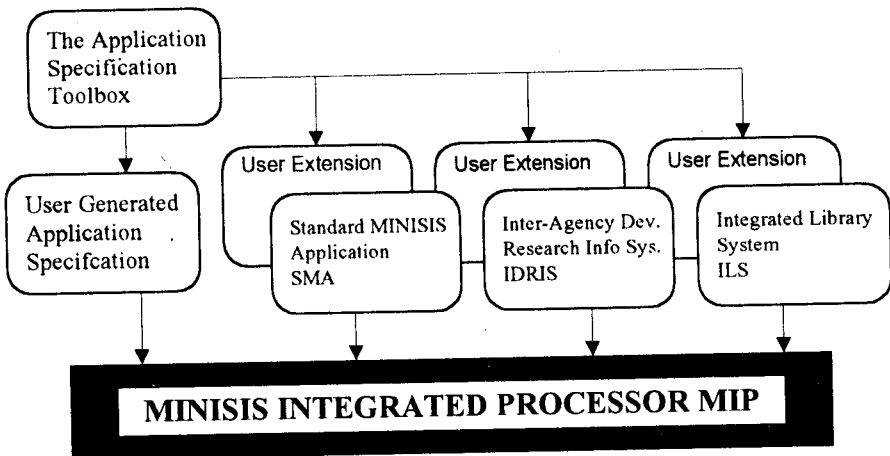 The Application
Specification
Toolbox
User Extension
User Extension
User Extension
User Generated
Application
Specifcation
Standard MINISIS
Application
SMA
Inter-Agency Dev.
Research Info Sys.
IDRIS
Integrated Library
System
ILS
MINISIS INTEGRATED PROCESSOR MIP